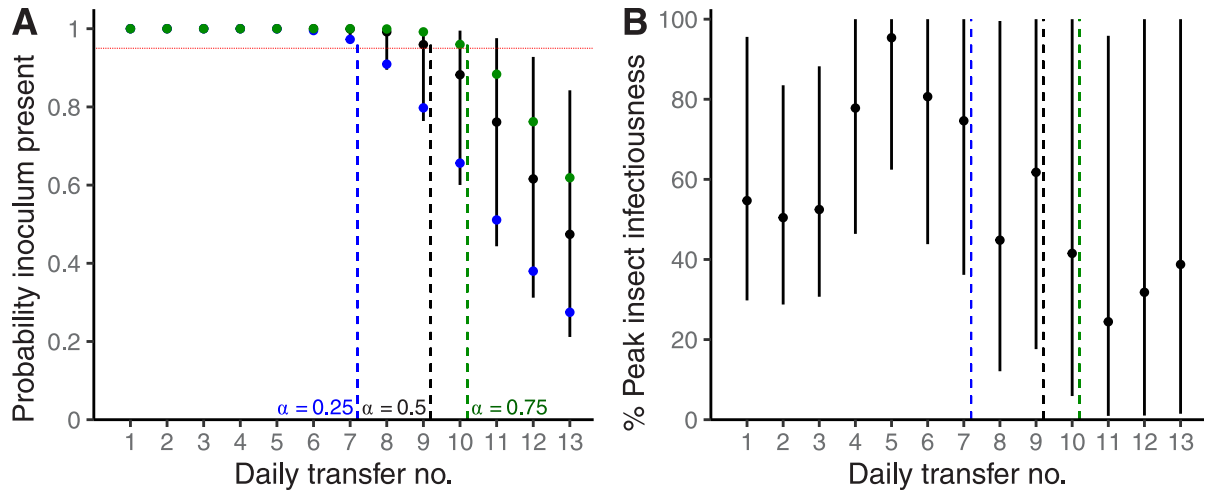 A
Probability inoculum present
1
0.8
0.6
0.4
0.2
0
α = 0.25 α = 0.5 α = 0.75
1 2 3 4 5 6 7 8 9 10 11 12 13
Daily transfer no.
B
% Peak insect infectiousness
100
80
60
40
20
0
1 2 3 4 5 6 7 8 9 10 11 12 13
Daily transfer no.